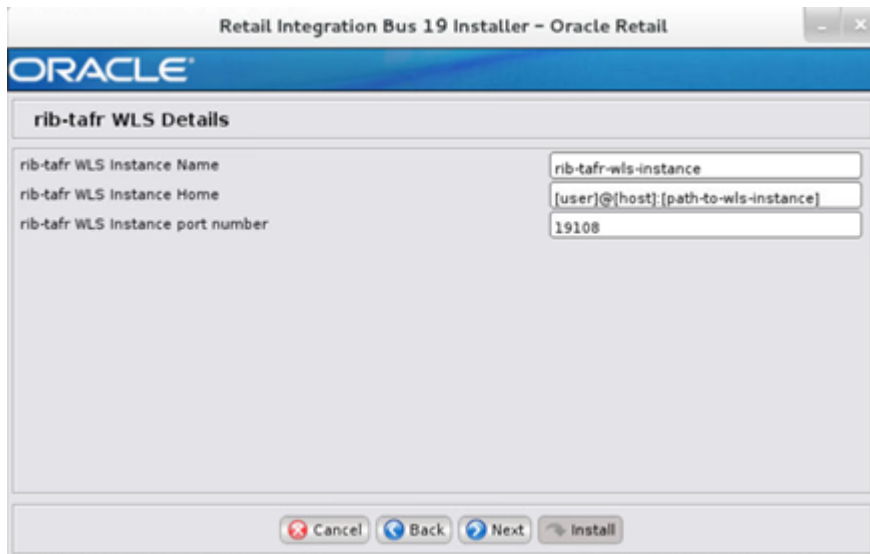 Retail Integration Bus 19 Installer – Oracle Retail
ORACLE
rib-tafr WLS Details
rib-tafr WLS Instance Name
rib-tafr-wls-instance
rib-tafr WLS Instance Home
[user]@[host]:[path-to-wls-instance]
rib-tafr WLS Instance port number
19108
Cancel Back Next Install